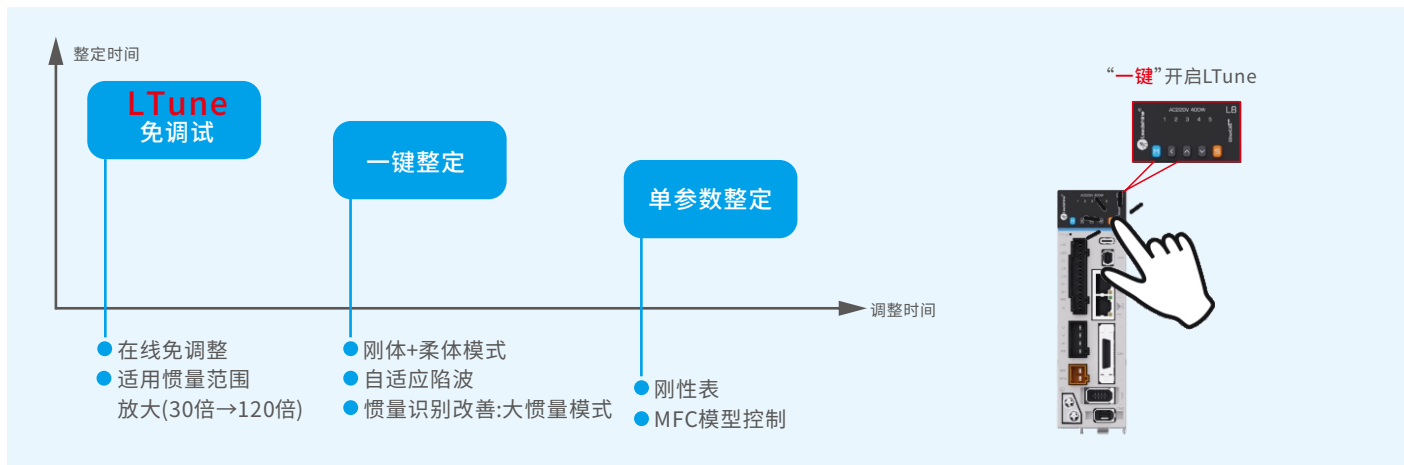 整定时间
LTune
免调试
一键整定
单参数整定
调整时间
在线免调整
适用惯量范围
放大(30倍→120倍)
刚体+柔体模式
自适应陷波
惯量识别改善:大惯量模式
刚性表
MFC模型控制
“一键”开启LTune
AC220V 400W
L8
1 2 3 4 5
M
S